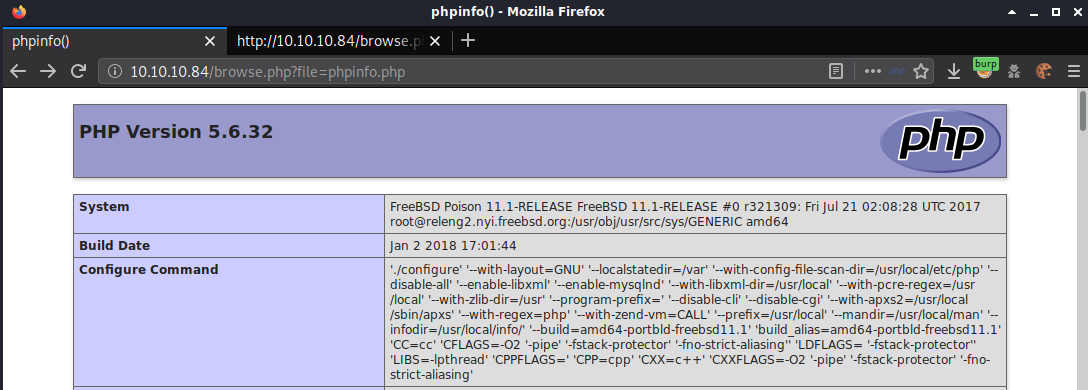 phpinfo() - Mozilla Firefox
phpinfo()
http://10.10.10.84/browse.p
10.10.10.84/browse.php?file=phpinfo.php
php
burp
PHP Version 5.6.32
php
System
FreeBSD Poison 11.1-RELEASE FreeBSD 11.1-RELEASE #0 r321309: Fri Jul 21 02:08:28 UTC 2017
root@releng2.nyi.freebsd.org:/usr/obj/usr/src/sys/GENERIC amd64
Build Date
Jan 2 2018 17:01:44
Configure Command
'./configure' '--with-layout=GNU' '--localstatedir=/var' '--with-config-file-scan-dir=/usr/local/etc/php' '--
disable-all' '--enable-libxml' '--enable-mysqlnd' '--with-libxml-dir=/usr/local' '--with-pcre-regex=/usr
/local' '--with-zlib-dir=/usr' '--program-prefix=' '--disable-cli' '--disable-cgi' '--with-apxs2=/usr/local
/sbin/apxs' '--with-regex=php' '--with-zend-vm=CALL' '--prefix=/usr/local' '--mandir=/usr/local/man' '--
infodir=/usr/local/info/' '--build=amd64-portbld-freebsd11.1' 'build_alias=amd64-portbld-freebsd11.1'
'CC=cc' 'CFLAGS=-O2 '-pipe' '-fstack-protector' '-fno-strict-aliasing'' 'LDFLAGS= '-fstack-protector''
'LIBS=-lpthread' 'CPPFLAGS=' 'CPP=cpp' 'CXX=c++' 'CXXFLAGS=-O2 '-pipe' '-fstack-protector' '-fno-
strict-aliasing'